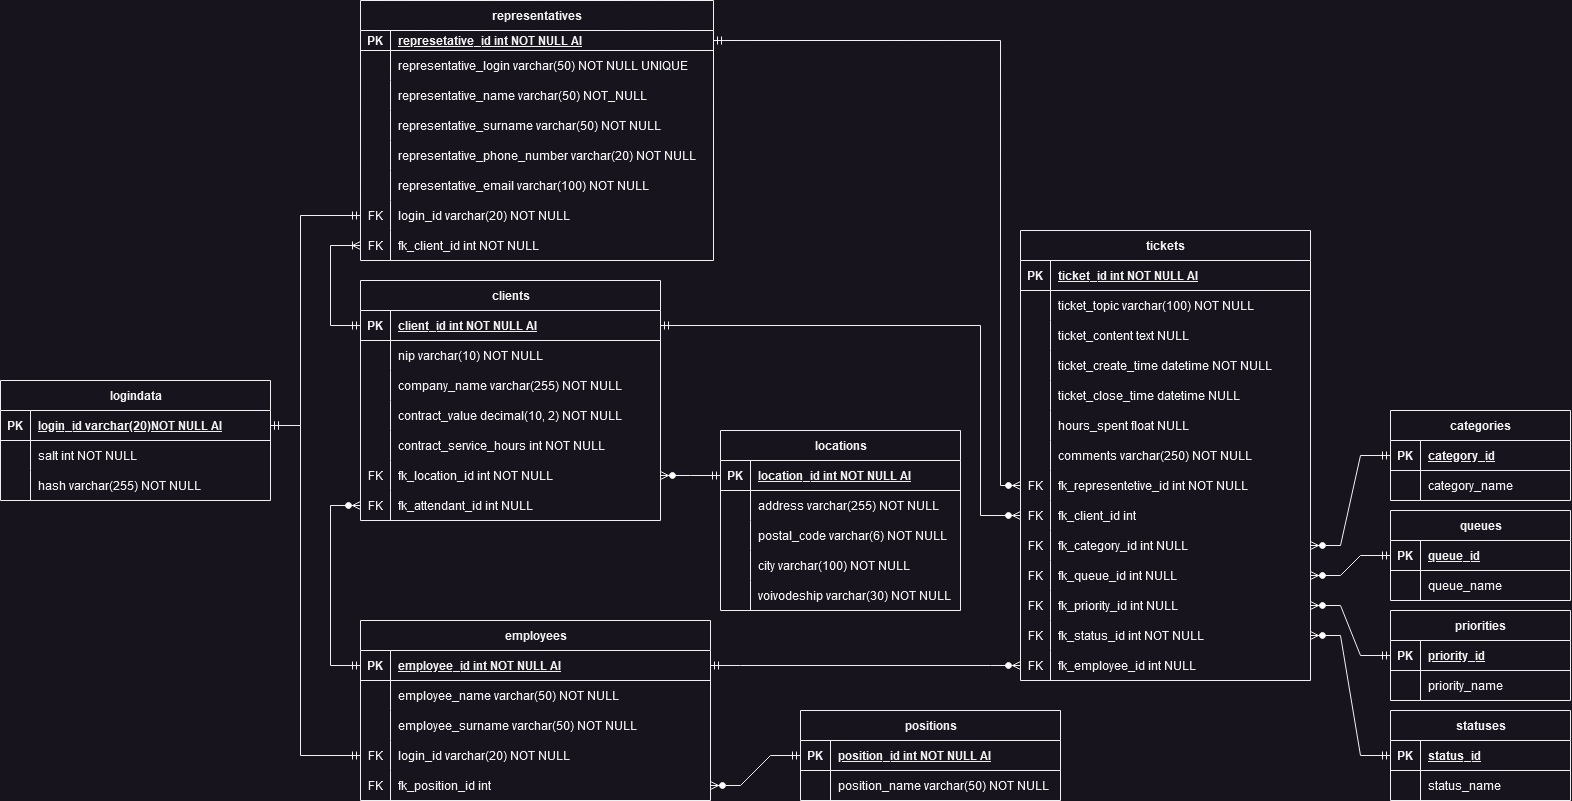 representatives
PK represetative_id int NOT NULL AI
representative_login varchar(50) NOT NULL UNIQUE
representative_name varchar(50) NOT_NULL
representative_surname varchar(50) NOT NULL
representative_phone_number varchar(20) NOT NULL
representative_email varchar(100) NOT NULL
FK login_id varchar(20) NOT NULL
FK fk_client_id int NOT NULL
clients
PK client_id int NOT NULL AI
nip varchar(10) NOT NULL
company_name varchar(255) NOT NULL
contract_value decimal(10, 2) NOT NULL
contract_service_hours int NOT NULL
FK fk_location_id int NOT NULL
FK fk_attendant_id int NULL
logindata
PK login_id varchar(20)NOT NULL AI
salt int NOT NULL
hash varchar(255) NOT NULL
locations
PK location_id int NOT NULL AI
address varchar(255) NOT NULL
postal_code varchar(6) NOT NULL
city varchar(100) NOT NULL
voivodeship varchar(30) NOT NULL
employees
PK employee_id int NOT NULL AI
employee_name varchar(50) NOT NULL
employee_surname varchar(50) NOT NULL
FK login_id varchar(20) NOT NULL
FK fk_position_id int
positions
PK position_id int NOT NULL AI
position_name varchar(50) NOT NULL
tickets
PK ticket_id int NOT NULL AI
ticket_topic varchar(100) NOT NULL
ticket_content text NULL
ticket_create_time datetime NOT NULL
ticket_close_time datetime NULL
hours_spent float NULL
comments varchar(250) NOT NULL
FK fk_representetive_id int NOT NULL
FK fk_client_id int
FK fk_category_id int NULL
FK fk_queue_id int NULL
FK fk_priority_id int NULL
FK fk_status_id int NOT NULL
FK fk_employee_id int NULL
categories
PK category_id
category_name
queues
PK queue_id
queue_name
priorities
PK priority_id
priority_name
statuses
PK status_id
status_name